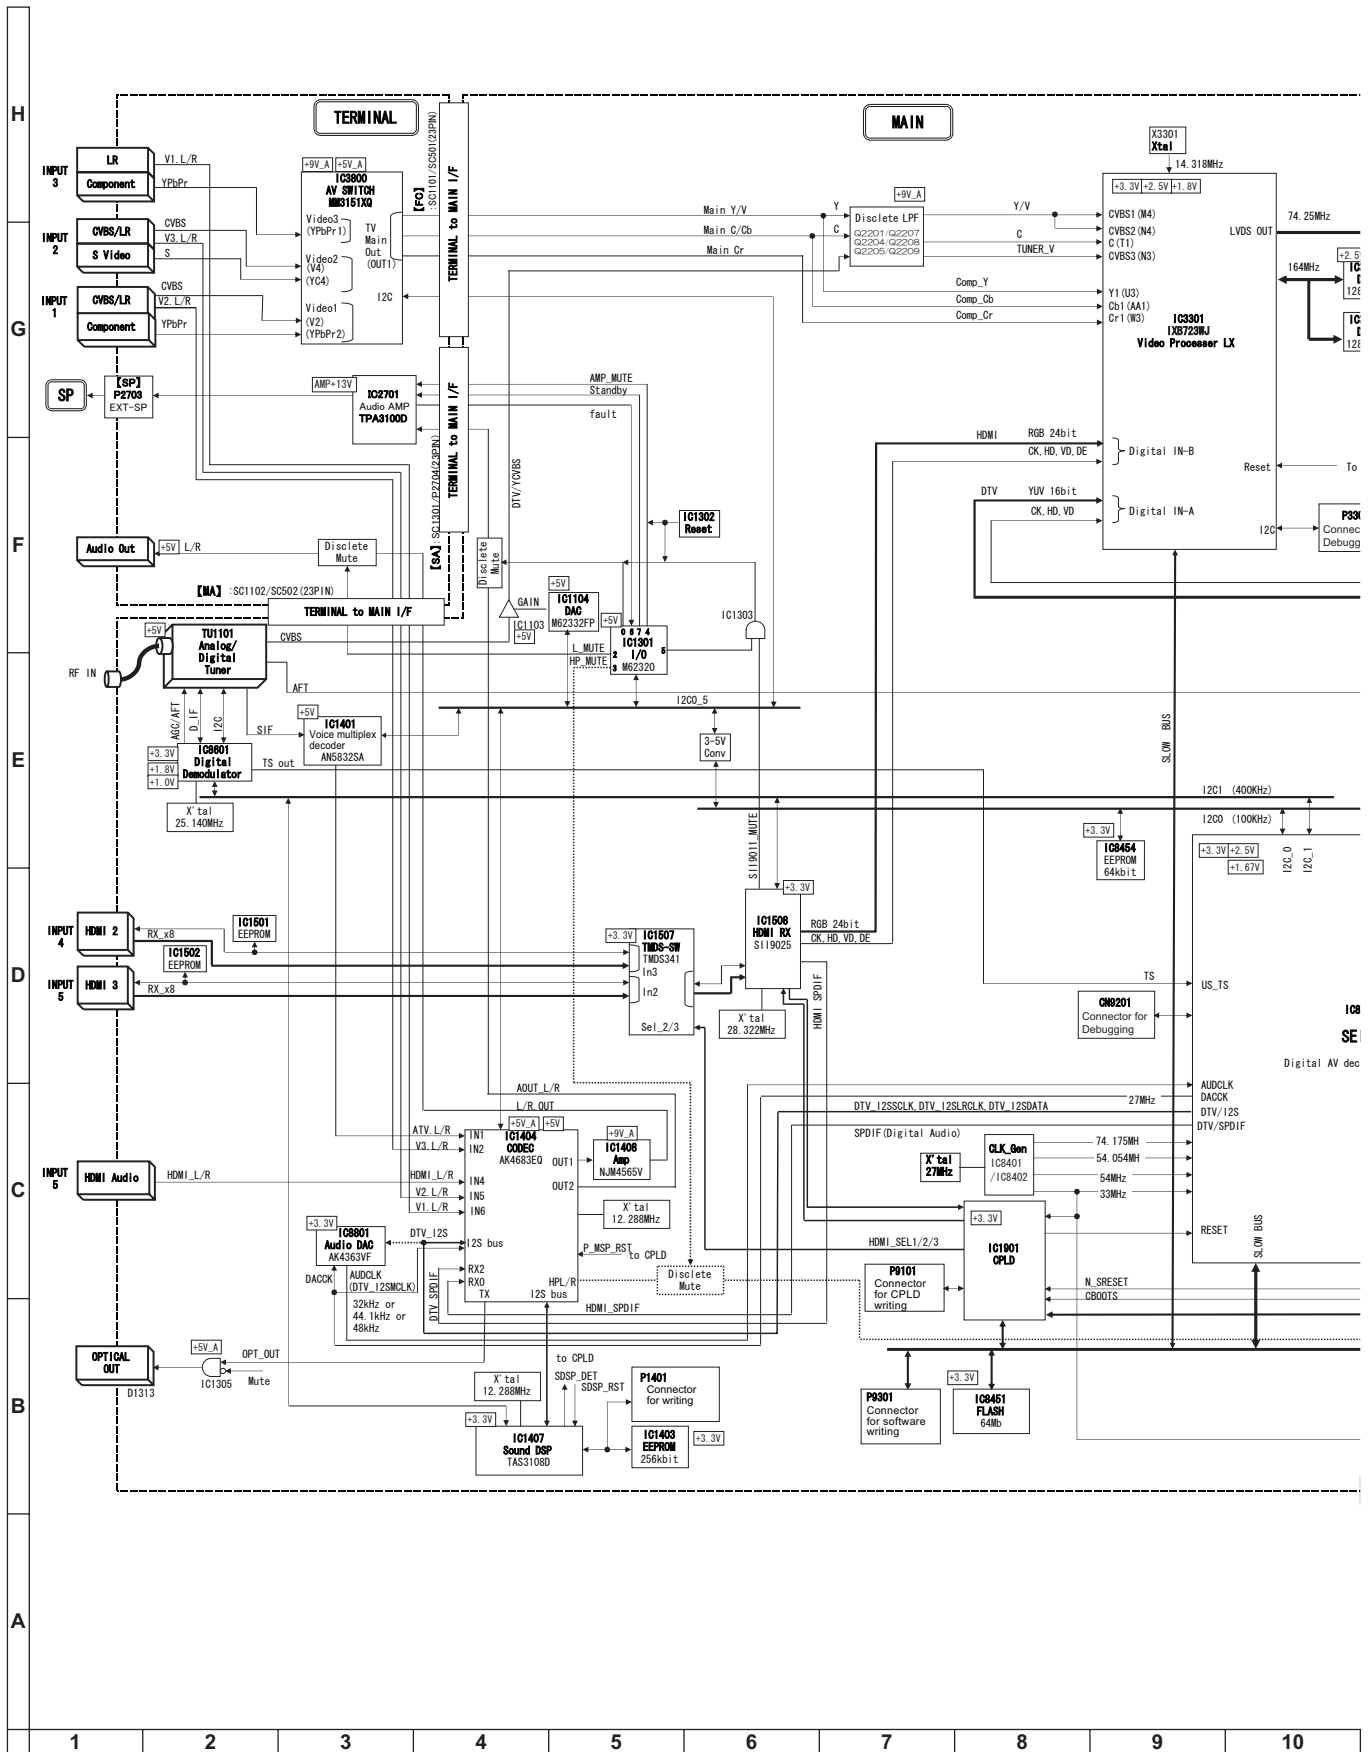 H
G
F
E
D
C
B
A
1
2
3
4
5
6
7
8
9
10
TERMINAL
MAIN
INPUT
3
LR
Component
V1.L/R
YPbPr
INPUT
2
CVBS/LR
S Video
CVBS
V3.L/R
S
INPUT
1
CVBS/LR
Component
CVBS
V2.L/R
YPbPr
+9V_A
+5V_A
IC3800
AV SWITCH
MM3151XQ
Video3
(YPbPr1)
Video2
(V4)
(YC4)
Video1
(V2)
(YPbPr2)
TV
Main
Out
(OUT1)
I2C
【FC】
:SC1101/SC501(23PIN)
TERMINAL to MAIN I/F
Main Y/V
Main C/Cb
Main Cr
Y
C
+9V_A
Discrete LPF
Q2201/Q2207
Q2204/Q2208
Q2205/Q2209
Y/V
C
TUNER_V
Comp_Y
Comp_Cb
Comp_Cr
X3301
Xtal
14.318MHz
+3.3V
+2.5V
+1.8V
CVBS1(M4)
CVBS2(N4)
C(T1)
CVBS3(N3)
Y1(U3)
Cb1(AA1)
Cr1(W3)
LVDS OUT
74.25MHz
164MHz
IC3301
IXB723WJ
Video Processer LX
+2.5
IC
D
128
IC
D
128
SP
【SP】
P2703
EXT-SP
AMP+13V
IC2701
Audio AMP
TPA3100D
TERMINAL to MAIN I/F
【SA】:SC1301/P2704(23PIN)
AMP_MUTE
Standby
fault
DTV/YCVBS
HDMI
RGB 24bit
CK,HD,VD,DE
Digital IN-B
DTV
YUV 16bit
CK,HD,VD
Digital IN-A
Reset
To
I2C
P330
Connec
Debugg
Audio Out
+5V
L/R
Disclete
Mute
Disclete
Mute
IC1302
Reset
【MA】:SC1102/SC502(23PIN)
TERMINAL to MAIN I/F
GAIN
IC1103
+5V
+5V
IC1104
DAC
M62332FP
+5V
0 6 7 4
IC1301
I/O
M62320
2
3
5
L_MUTE
HP_MUTE
IC1303
RF IN
+5V
TU1101
Analog/
Digital
Tuner
CVBS
AFT
AGC/AFT
D_IF
I2C
SIF
+5V
IC1401
Voice multiplex
decoder
AN5832SA
I2C0_5
3-5V
Conv
+3.3V
+1.8V
+1.0V
IC8601
Digital
Demodulator
TS out
X'tal
25.140MHz
SLOW BUS
I2C1 (400KHz)
I2C0 (100KHz)
SII9011_MUTE
+3.3V
IC8454
EEPROM
64kbit
+3.3V
+2.5V
+1.67V
I2C_0
I2C_1
INPUT
4
HDMI 2
RX_x8
IC1501
EEPROM
IC1502
EEPROM
INPUT
5
HDMI 3
RX_x8
+3.3V
IC1507
TMDS-SW
TMDS341
In3
In2
Sel_2/3
+3.3V
IC1508
HDMI RX
SII9025
RGB 24bit
CK,HD,VD,DE
HDMI_SPDIF
X'tal
28.322MHz
TS
US_TS
CN9201
Connector for
Debugging
IC8
SE
Digital AV dec
AOUT_L/R
L/R.OUT
AUDCLK
DACCK
DTV/I2S
DTV/SPDIF
27MHz
DTV_I2SSCLK,DTV_I2SLRCLK,DTV_I2SDATA
SPDIF(Digital Audio)
INPUT
5
HDMI Audio
HDMI_L/R
ATV.L/R
V3.L/R
HDMI_L/R
V2.L/R
V1.L/R
+5V_A
+5V
IC1404
CODEC
AK4683EQ
IN1
IN2
IN4
IN5
IN6
I2S bus
RX2
RX0
TX
OUT1
OUT2
HPL/R
I2S bus
+9V_A
IC1408
Amp
NJM4565V
X'tal
12.288MHz
P_MSP_RST
to CPLD
Disclete
Mute
HDMI_SPDIF
X'tal
27MHz
CLK_Gen
IC8401
/IC8402
74.175MH
54.054MH
54MHz
33MHz
RESET
SLOW BUS
+3.3V
IC1901
CPLD
HDMI_SEL1/2/3
N_SRESET
CBOOTS
P9101
Connector
for CPLD
writing
+3.3V
IC8801
Audio DAC
AK4363VF
DTV_I2S
DACCK
AUDCLK
(DTV_I2SMCLK)
32kHz or
44.1kHz or
48kHz
DTV_SPDIF
OPTICAL
OUT
D1313
+5V_A
IC1305
OPT_OUT
Mute
X'tal
12.288MHz
+3.3V
IC1407
Sound DSP
TAS3108D
to CPLD
SDSP_DET
SDSP_RST
P1401
Connector
for writing
IC1403
EEPROM
256kbit
+3.3V
P9301
Connector
for software
writing
+3.3V
IC8451
FLASH
64Mb